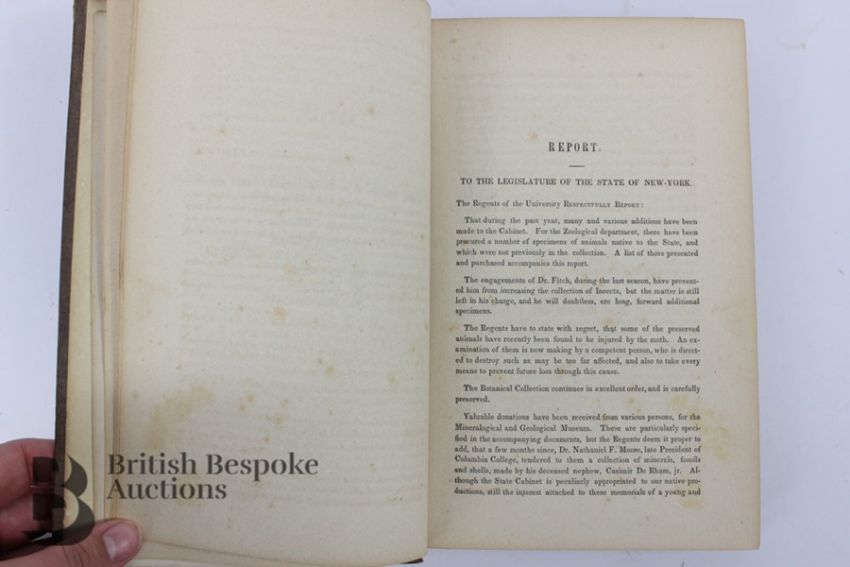 REPORT.
TO THE LEGISLATURE OF THE STATE OF NEW-YORK.
The Regents of the University RESPECTFULLY REPORT:
That during the past year, many and various additions have been
made to the Cabinet. For the Zoological department, there have been
procured a number of specimens of animals native to the State, and
which were not previously in the collection. A list of those presented
and purchased accompanies this report.
The engagements of Dr. Fitch, during the last season, have prevent-
ed him from increasing the collection of Insects, but the matter is still
left in his charge, and he will doubtless, ere long, forward additional
specimens.
The Regents have to state with regret, that some of the preserved
animals have recently been found to be injured by the moth. An ex-
amination of them is now making by a competent person, who is direct-
ed to destroy such as may be too far affected, and also to take every
means to prevent future loss through this cause.
The Botanical Collection continues in excellent order, and is carefully
preserved.
Valuable donations have been received from various persons, for the
Mineralogical and Geological Museum. These are particularly speci-
fied in the accompanying documents, but the Regents deem it proper to
add, that a few months since, Dr. Nathaniel F. Moore, late President of
Columbia College, tendered to them a collection of minerals, fossils
and shells, made by his deceased nephew, Casimir De Rham, jr. Al-
though the State Cabinet is peculiarly appropriated to our native pro-
ductions, still the interest attached to these memorials of a young and
B
British Bespoke
Auctions